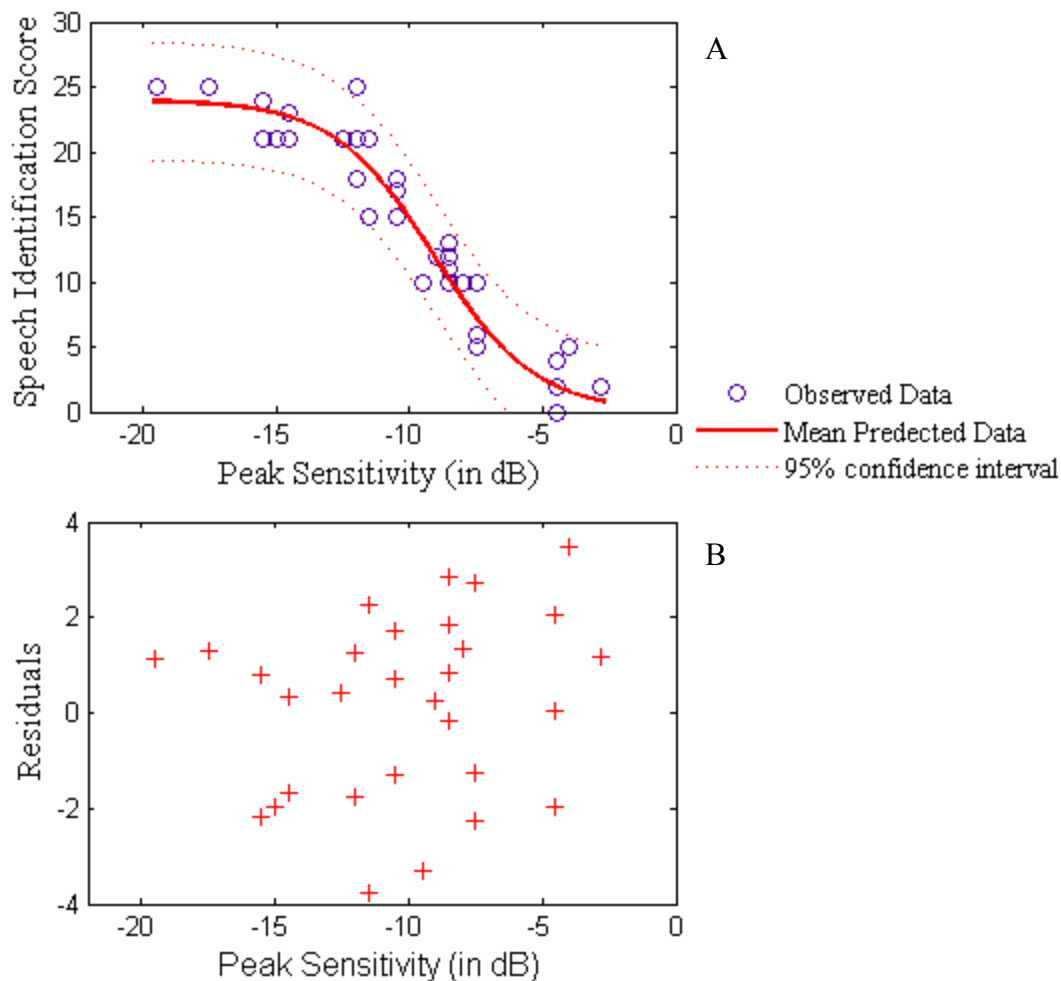 A
30
25
20
15
10
5
0
Speech Identification Score
-20 -15 -10 -5 0
Peak Sensitivity (in dB)
Observed Data
Mean Predected Data
95% confidence interval
B
4
2
0
-2
-4
Residuals
-20 -15 -10 -5 0
Peak Sensitivity (in dB)